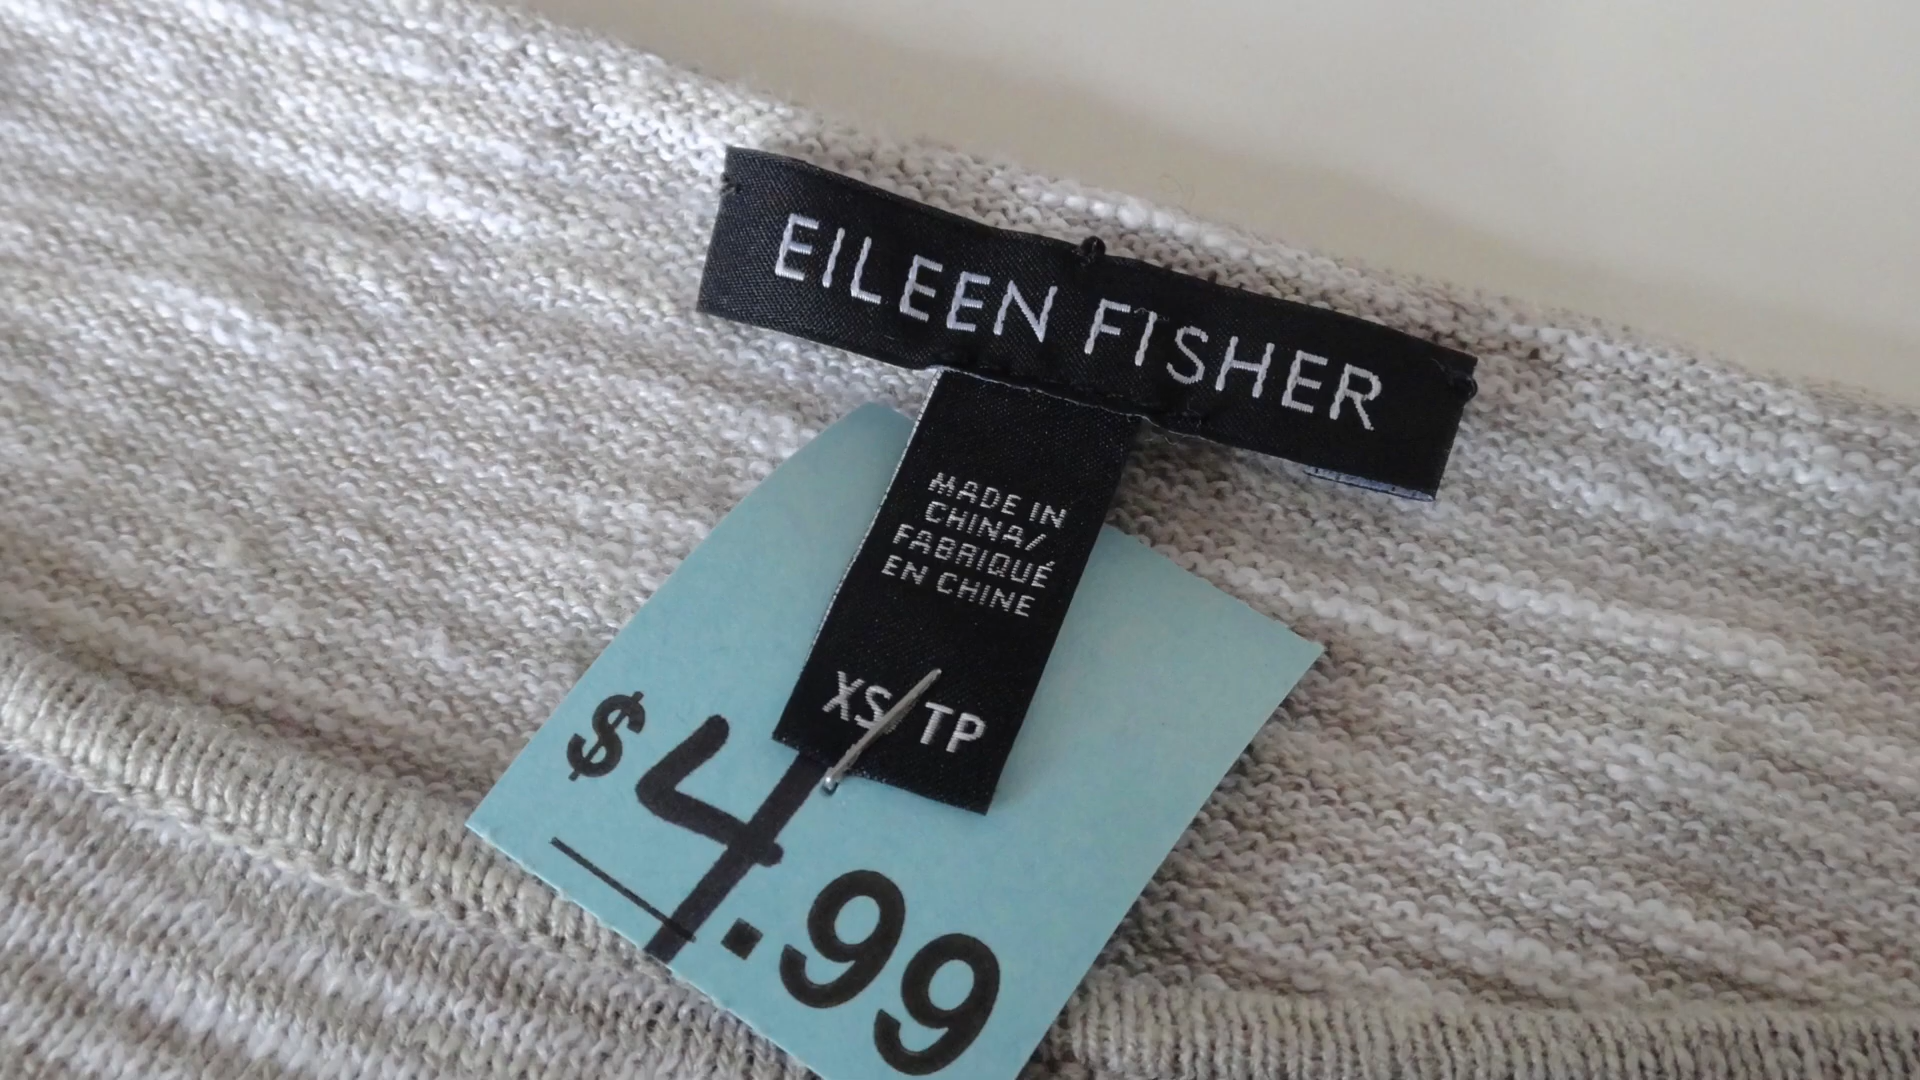 EILEEN FISHER
MADE IN
CHINA/
FABRIQUÉ
EN CHINE
XS/TP
$4.99